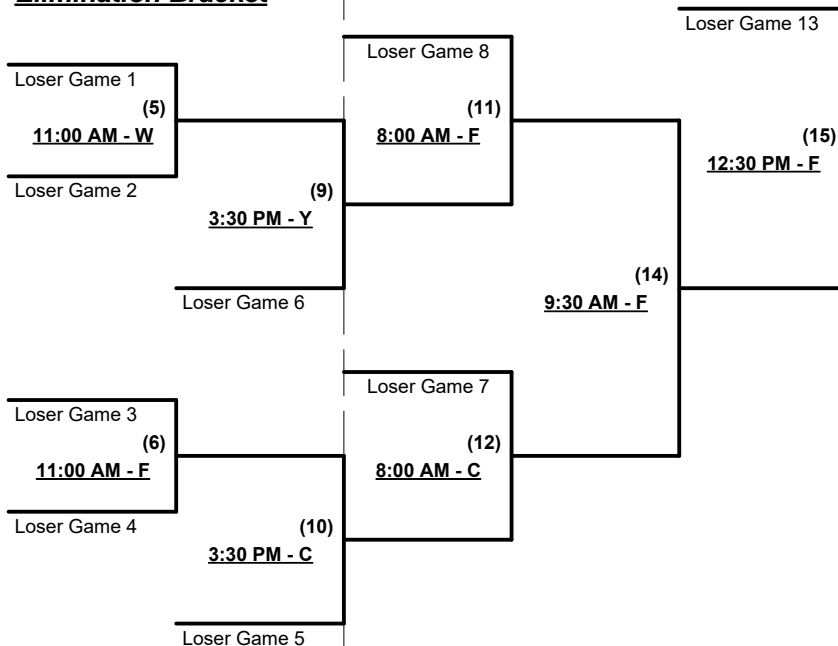 Elimination Bracket
Loser Game 13
Loser Game 8
Loser Game 1
(5)
11:00 AM - W
(11)
8:00 AM - F
(15)
12:30 PM - F
Loser Game 2
(9)
3:30 PM - Y
(14)
9:30 AM - F
Loser Game 6
Loser Game 7
Loser Game 3
(6)
11:00 AM - F
(12)
8:00 AM - C
Loser Game 4
(10)
3:30 PM - C
Loser Game 5